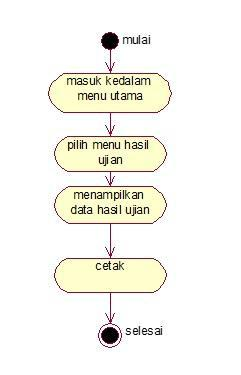 mulai
masuk kedalam
menu utama
pilih menu hasil
ujian
menampilkan
data hasil ujian
cetak
selesai